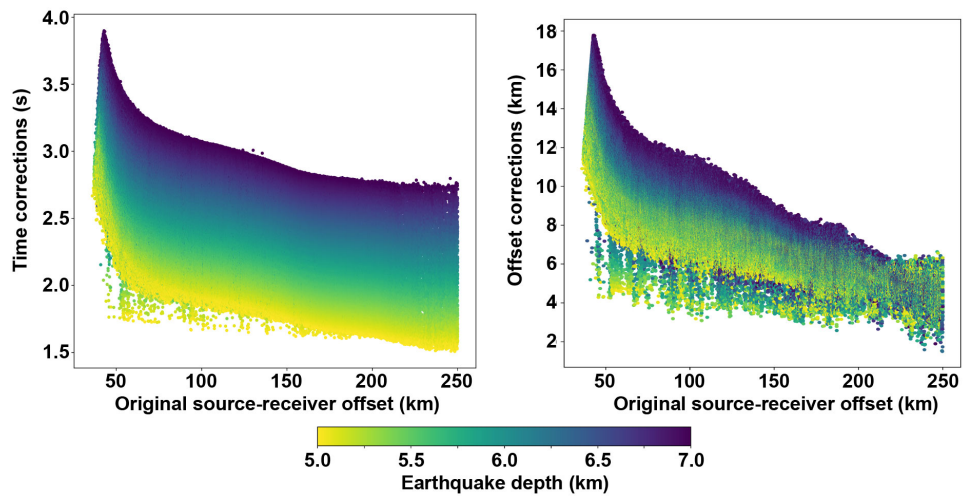 4.0
3.5
3.0
2.5
2.0
1.5
Time corrections (s)
50 100 150 200 250
Original source-receiver offset (km)
18
16
14
12
10
8
6
4
2
Offset corrections (km)
50 100 150 200 250
Original source-receiver offset (km)
5.0 5.5 6.0 6.5 7.0
Earthquake depth (km)